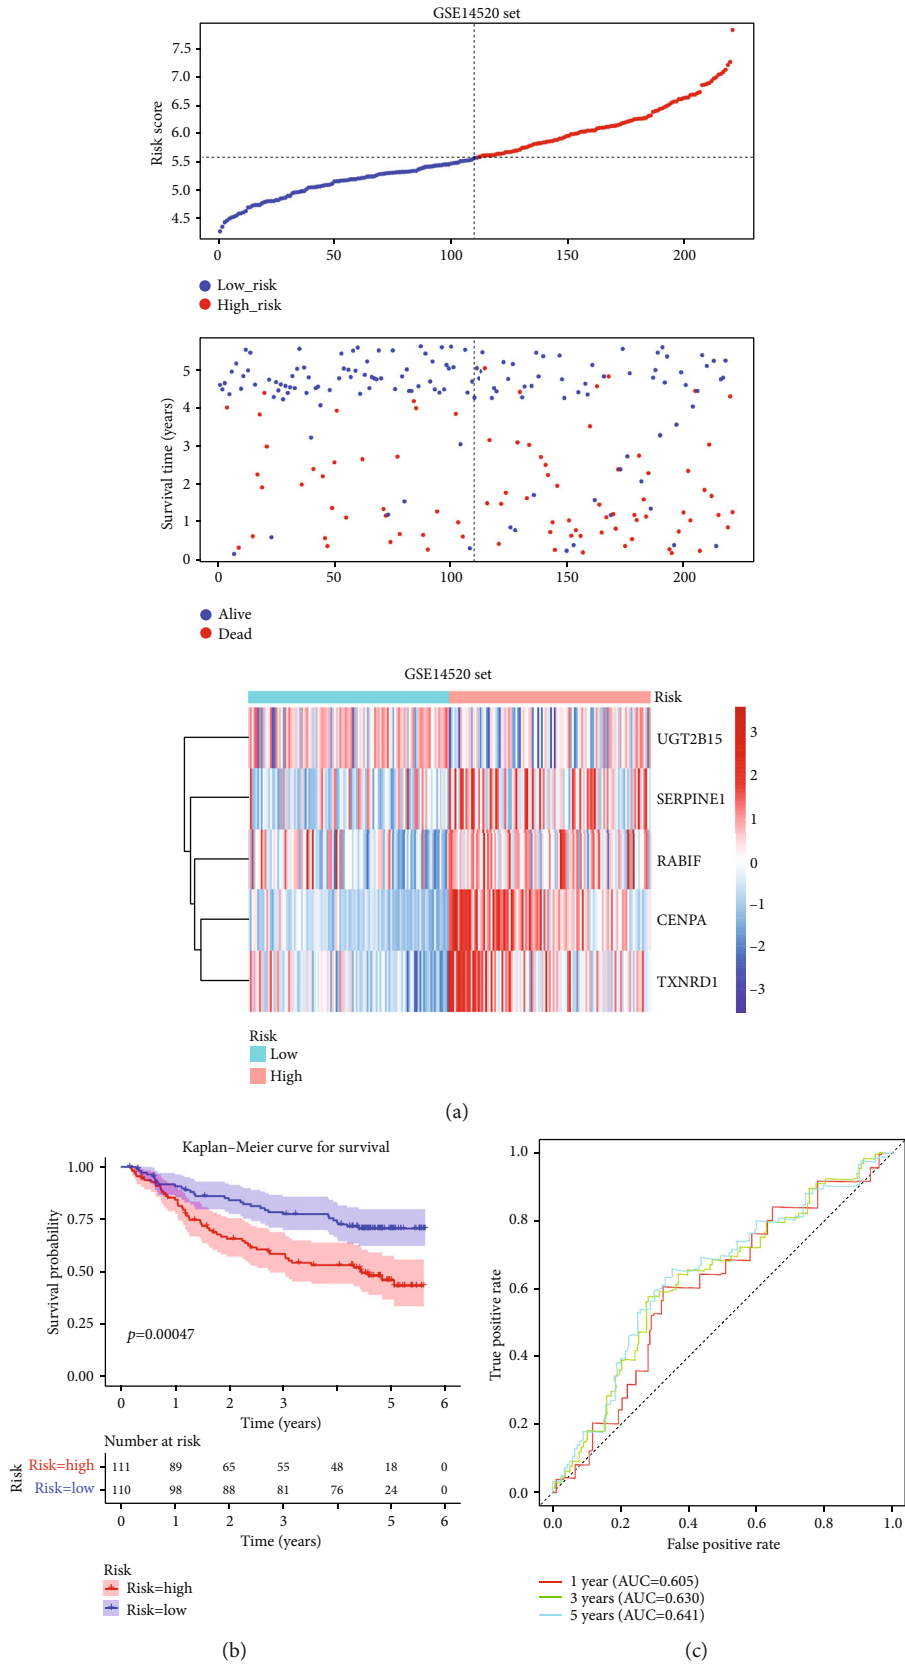 GSE14520 set
Risk score
7.5
7.0
6.5
6.0
5.5
5.0
4.5
0 50 100 150 200
Low_risk
High_risk
Survival time (years)
5
4
3
2
1
0
0 50 100 150 200
Alive
Dead
GSE14520 set
Risk
UGT2B15
SERPINE1
RABIF
CENPA
TXNRD1
3
2
1
0
−1
−2
−3
Risk
Low
High
(a)
Kaplan−Meier curve for survival
Survival probability
1.00
0.75
0.50
0.25
0.00
p=0.00047
0 1 2 3 5 6
Time (years)
Number at risk
Risk
Risk=high 111 89 65 55 48 18 0
Risk=low 110 98 88 81 76 24 0
0 1 2 3 4 5 6
Time (years)
Risk
Risk=high
Risk=low
(b)
True positive rate
1.0
0.8
0.6
0.4
0.2
0.0
0.0 0.2 0.4 0.6 0.8 1.0
False positive rate
1 year (AUC=0.605)
3 years (AUC=0.630)
5 years (AUC=0.641)
(c)